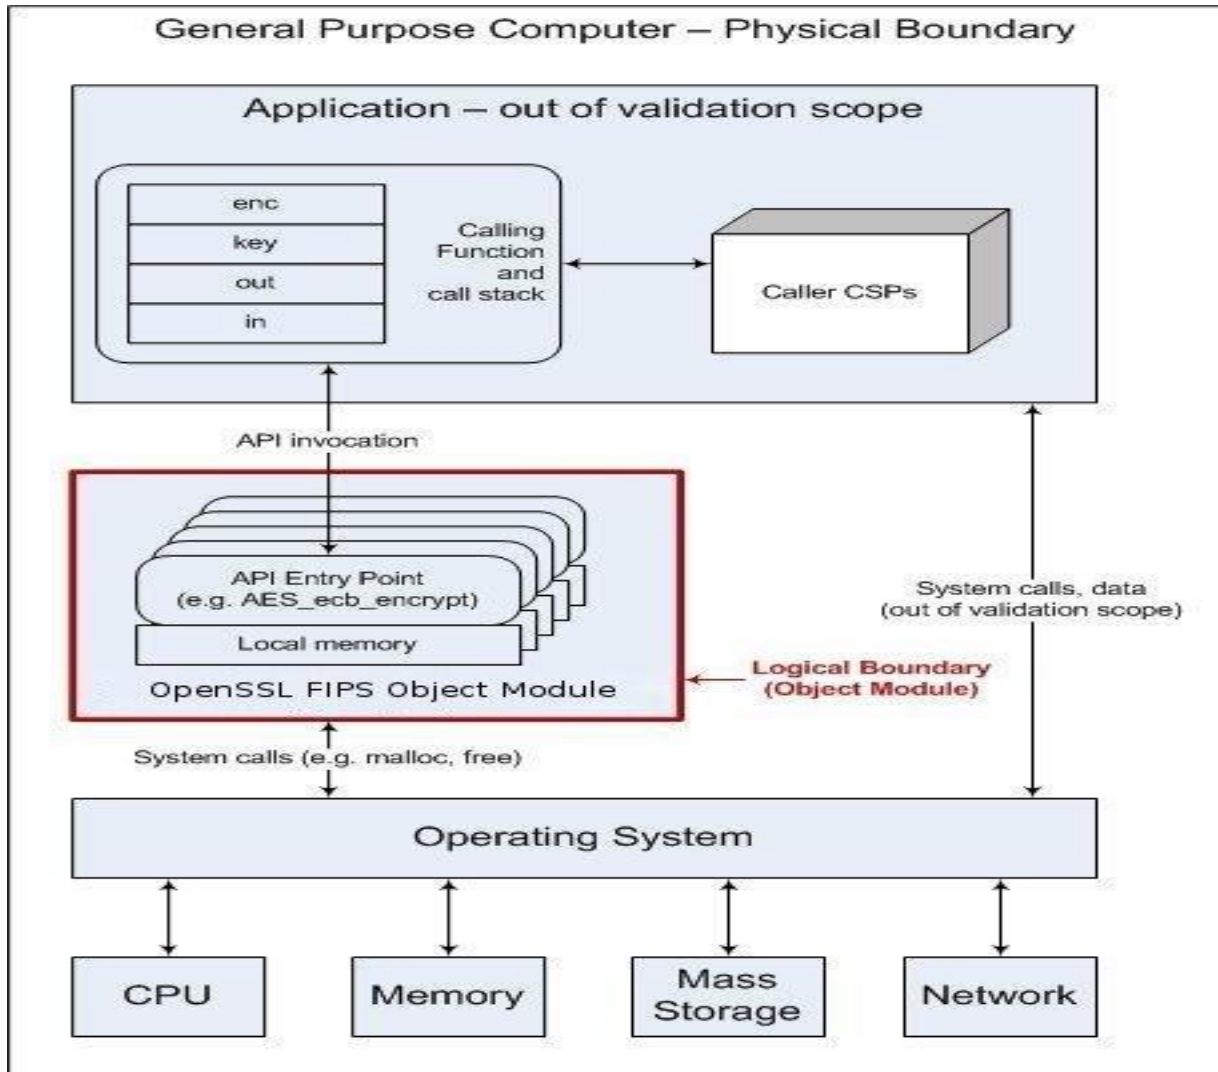 General Purpose Computer – Physical Boundary
Application – out of validation scope
enc
key
out
in
Calling
Function
and
call stack
Caller CSPs
API invocation
API Entry Point
(e.g. AES_ecb_encrypt)
Local memory
OpenSSL FIPS Object Module
System calls, data
(out of validation scope)
Logical Boundary
(Object Module)
System calls (e.g. malloc, free)
Operating System
CPU
Memory
Mass
Storage
Network